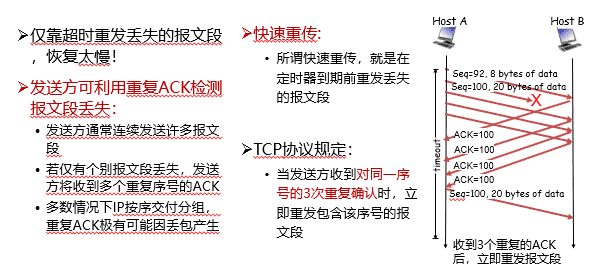 ➢仅靠超时重发丢失的报文段
，恢复太慢！
➢发送方可利用重复ACK检测
报文段丢失：
• 发送方通常连续发送许多报文
段
• 若仅有个别报文段丢失，发送
方将收到多个重复序号的ACK
• 多数情况下IP按序交付分组，
重复ACK极有可能因丢包产生
➢快速重传:
• 所谓快速重传，就是在
定时器到期前重发丢失
的报文段
➢TCP协议规定：
• 当发送方收到对同一序
号的3次重复确认时，立
即重发包含该序号的报
文段
Host A
Host B
Seq=92, 8 bytes of data
Seq=100, 20 bytes of data
X
ACK=100
ACK=100
ACK=100
ACK=100
timeout
Seq=100, 20 bytes of data
收到3个重复的ACK
后，立即重发报文段